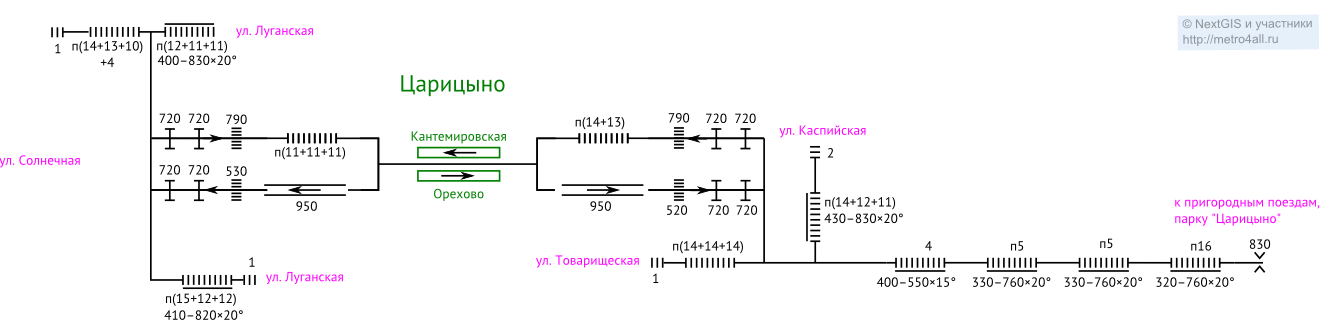 © NextGIS и участники
http://metro4all.ru
ул. Луганская
1
п(14+13+10)
+4
п(12+11+11)
400–830×20°
Царицыно
720
720
790
п(11+11+11)
Кантемировская
п(14+13)
790
720
720
ул. Каспийская
2
ул. Солнечная
720
720
530
950
Орехово
950
520
720
720
п(14+12+11)
430–830×20°
к пригородным поездам,
парку "Царицыно"
п(15+12+12)
410–820×20°
1
ул. Луганская
ул. Товарищеская
1
п(14+14+14)
4
400–550×15°
п5
330–760×20°
п5
330–760×20°
п16
320–760×20°
830